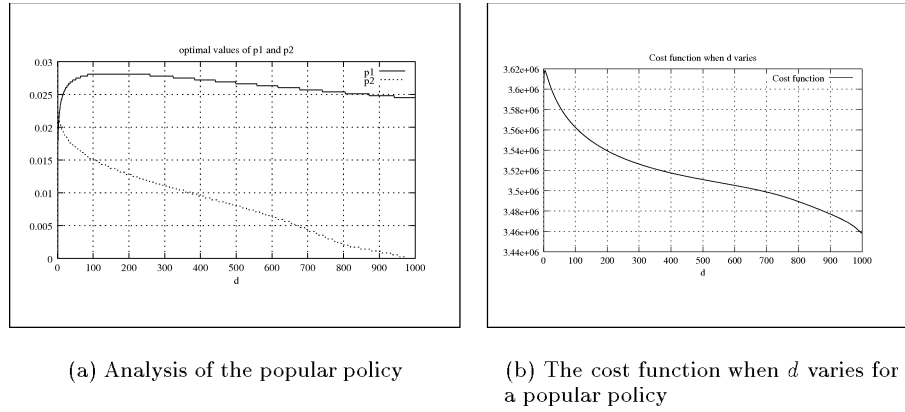 optimal values of p1 and p2
0.03
0.025
0.02
0.015
0.01
0.005
0
p1
p2
0 100 200 300 400 500 600 700 800 900 1000
d
Cost function when d varies
3.62e+06
3.6e+06
3.58e+06
3.56e+06
3.54e+06
3.52e+06
3.5e+06
3.48e+06
3.46e+06
3.44e+06
Cost function
0 100 200 300 400 500 600 700 800 900 1000
d
(a) Analysis of the popular policy
(b) The cost function when d varies for
a popular policy